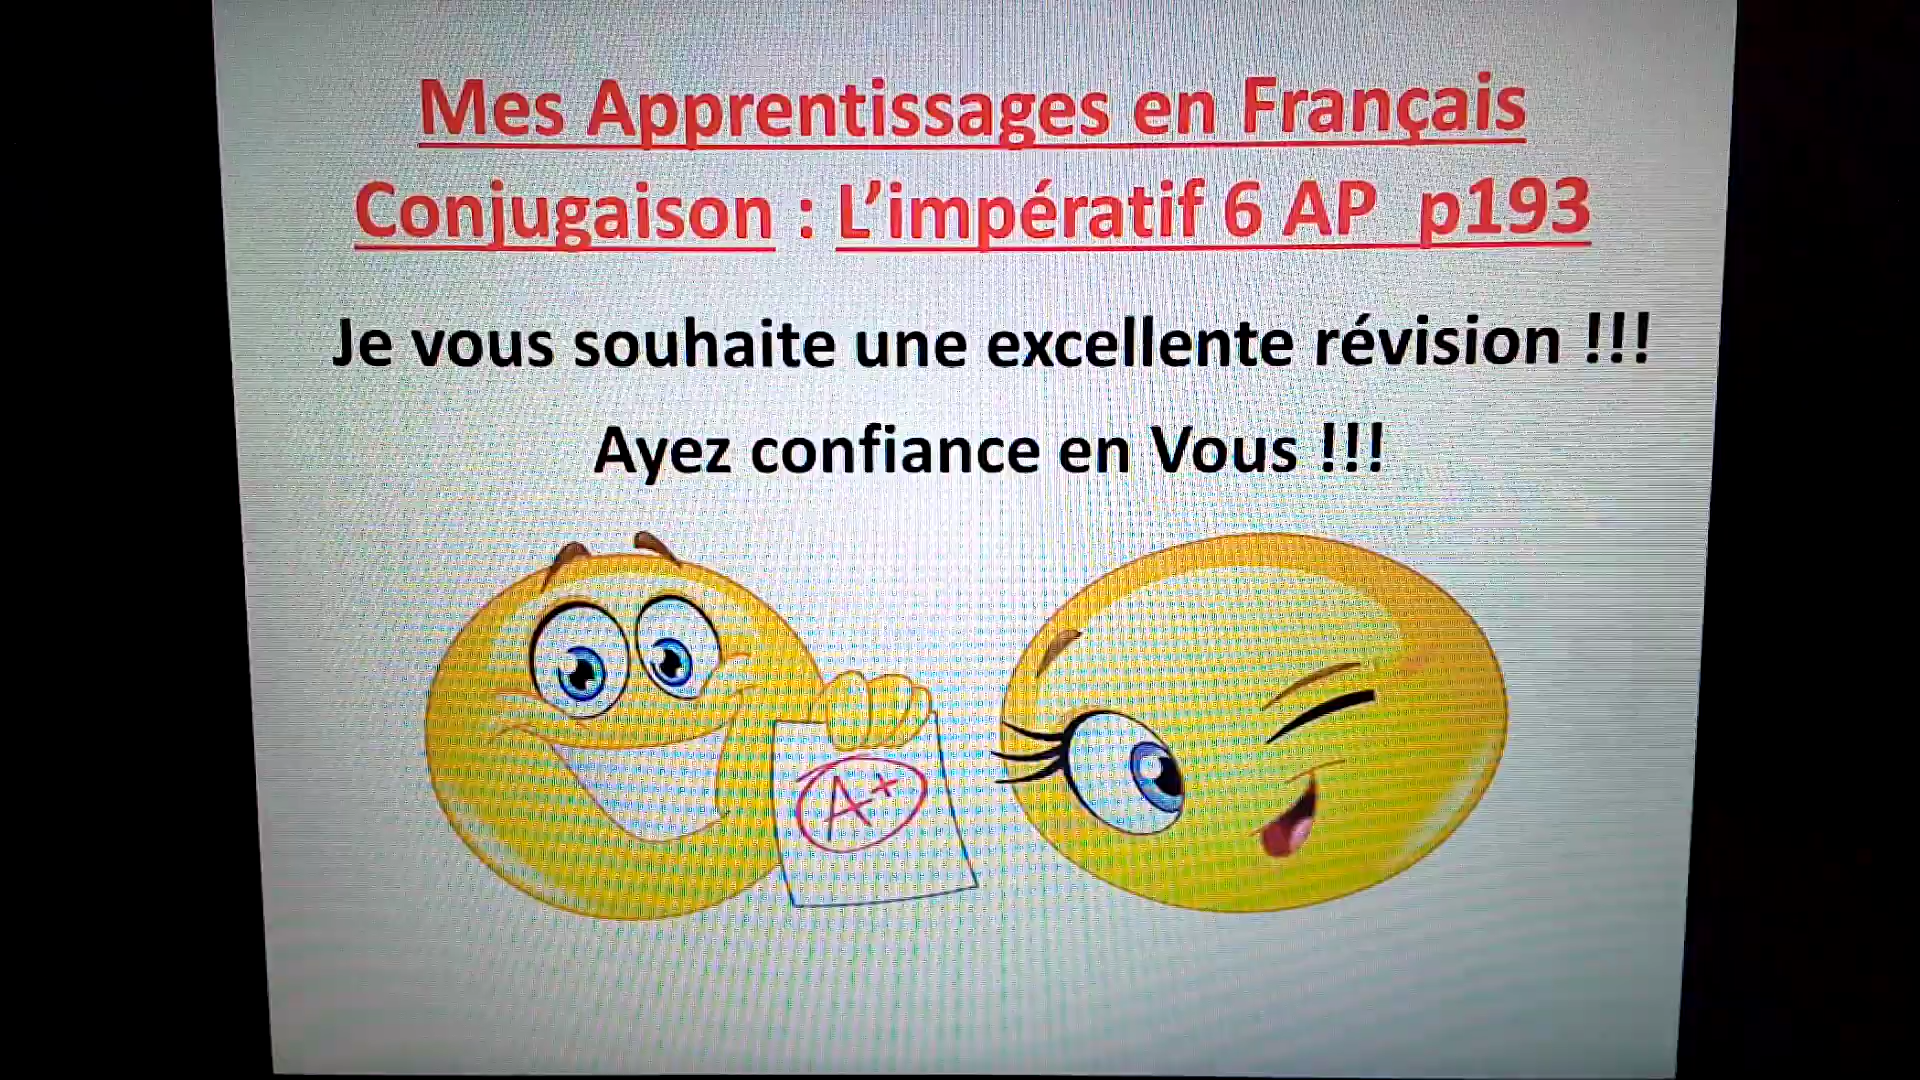 Mes Apprentissages en Français
Conjugaison : L’impératif 6 AP p193
Je vous souhaite une excellente révision !!!
Ayez confiance en Vous !!!
A+